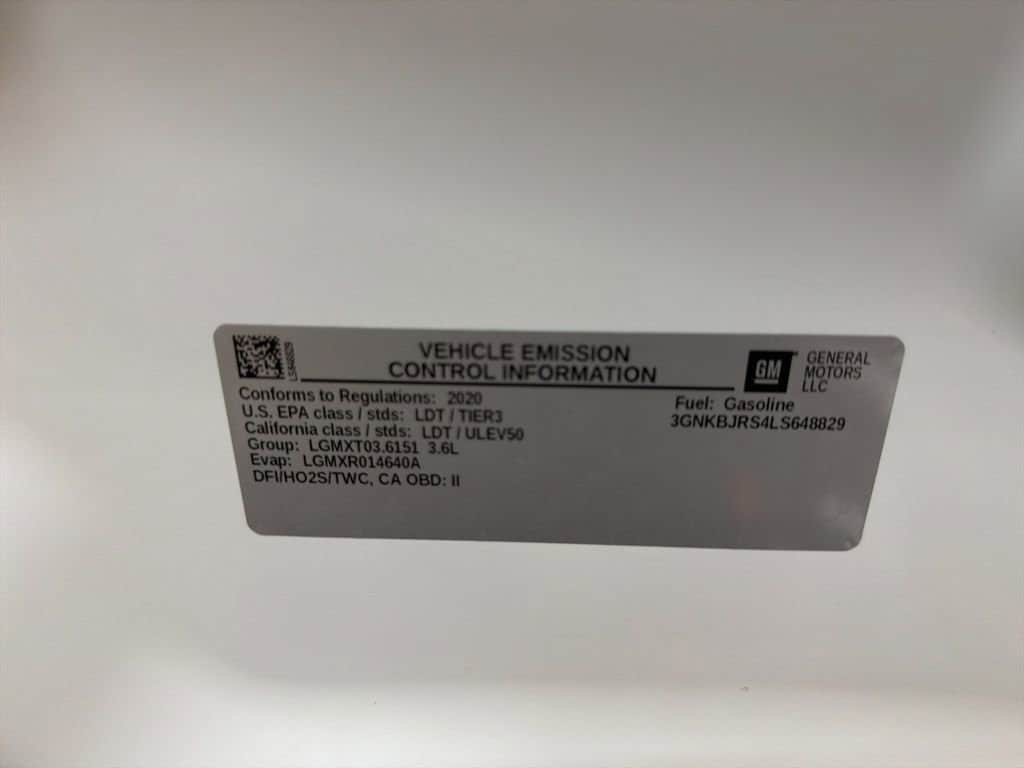 VEHICLE EMISSION
CONTROL INFORMATION
GM
GENERAL
MOTORS
LLC
Conforms to Regulations: 2020
U.S. EPA class / stds: LDT / TIER3
California class / stds: LDT / ULEV50
Group: LGMXT03.6151 3.6L
Evap: LGMXR014640A
DFI/HO2S/TWC, CA OBD: II
Fuel: Gasoline
3GNKBJRS4LS648829